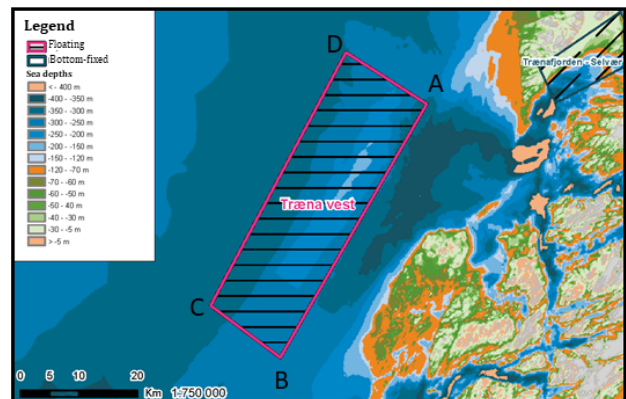 Legend
Floating
Bottom-fixed
Sea depths
<- 400 m
-400 - -350 m
-350 - -300 m
-300 - -250 m
-250 - -200 m
-200 - -150 m
-150 - -120 m
-120 - -70 m
-70 - -60 m
-60 - -50 m
-50 - 40 m
-40 - -30 m
-30 - -5 m
> -5 m
D
A
Trænafjorden - Selvær
Træna vest
C
B
0 5 10 20
Km 1:750 000